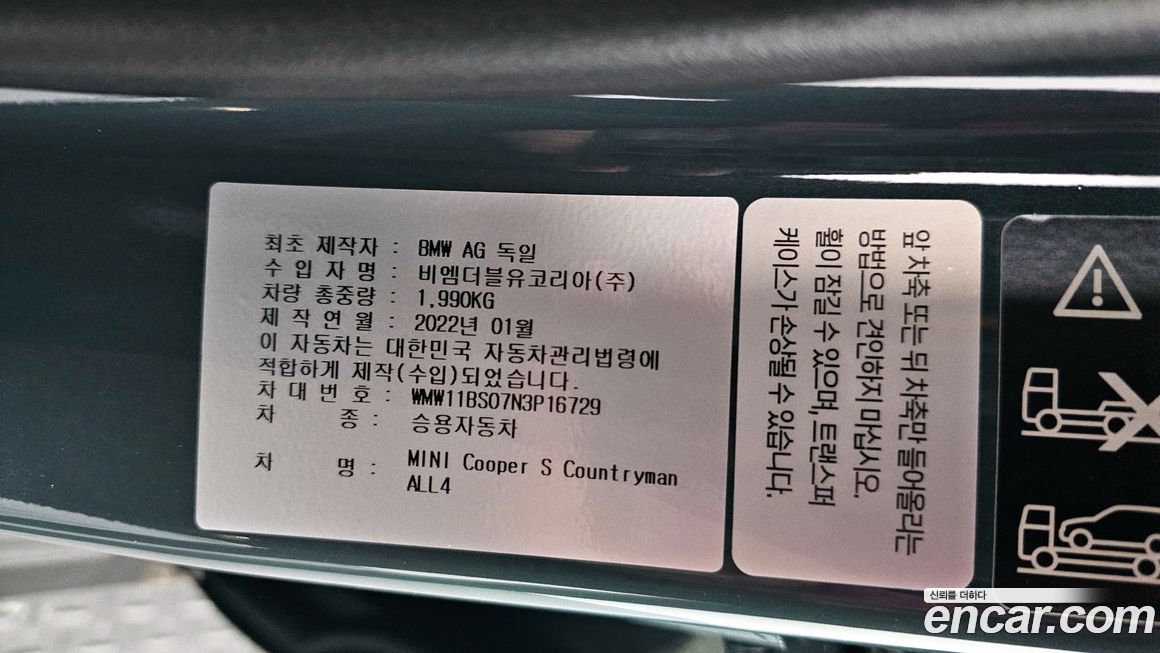 최초 제작자 : BMW AG 독일
수 입 자 명 : 비엠더블유코리아(주)
차량 총중량 : 1,990KG
제 작 연 월 : 2022년 01월
이 자동차는 대한민국 자동차관리법령에
적합하게 제작(수입)되었습니다.
차 대 번 호 : WMW11BS07N3P16729
차 종 : 승용자동차
차 명 : MINI Cooper S Countryman
ALL4
앞 차축 또는 뒤 차축만 들어올리는
방법으로 견인하지 마십시오.
휠이 잠길 수 있으며, 트랜스퍼
케이스가 손상될 수 있습니다.
신뢰를 더하다
encar.com